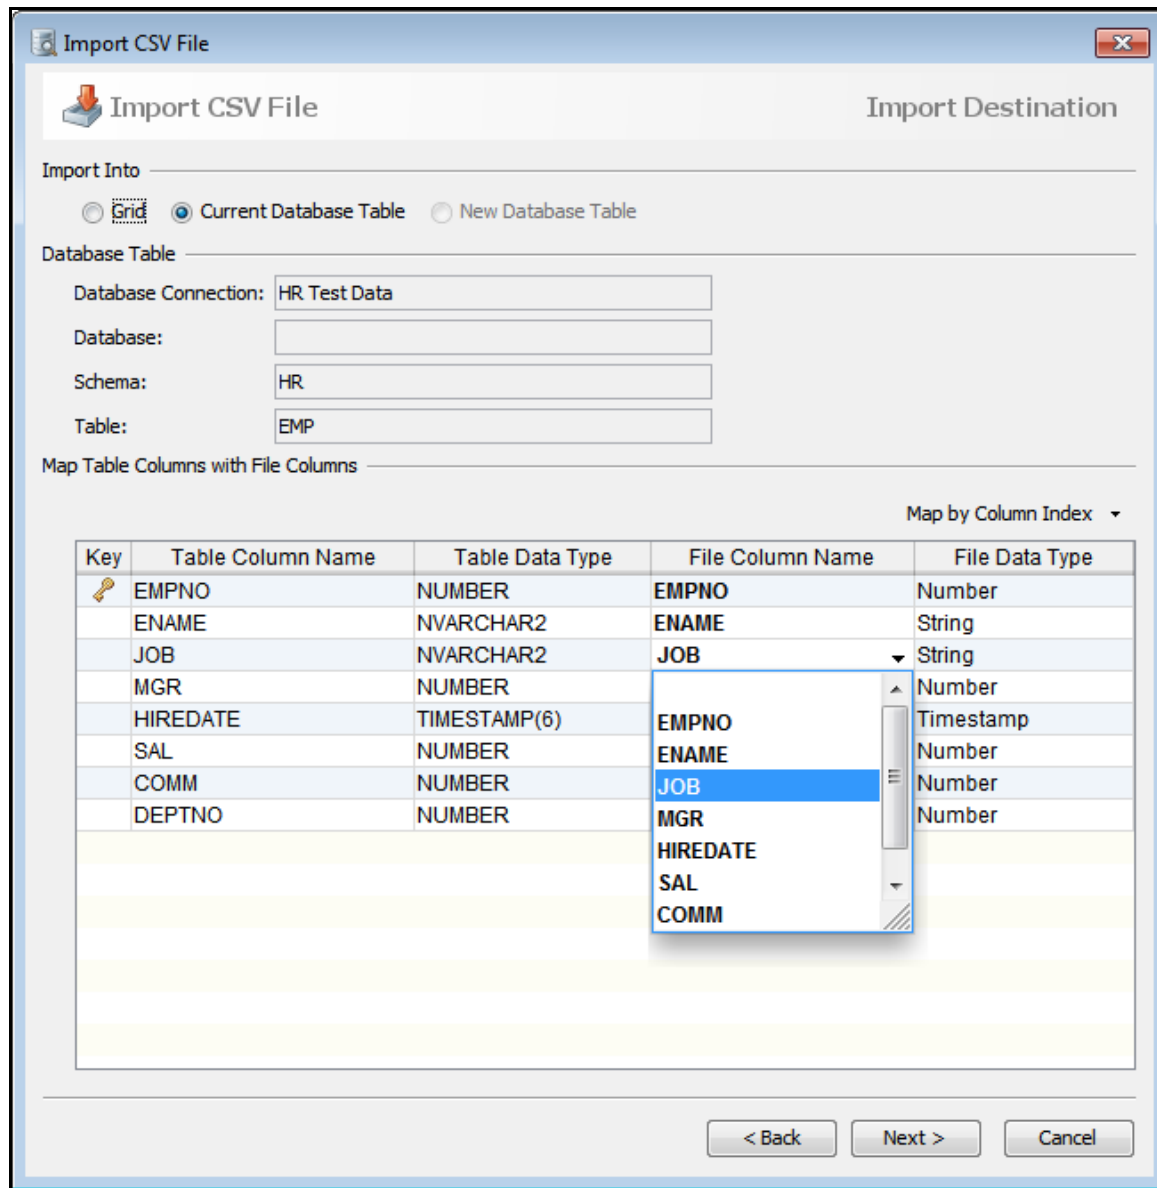 Import CSV File
Import CSV File Import Destination
Import Into
Grid Current Database Table New Database Table
Database Table
Database Connection: HR Test Data
Database:
Schema: HR
Table: EMP
Map Table Columns with File Columns
Map by Column Index
Key Table Column Name Table Data Type File Column Name File Data Type
EMPNO NUMBER EMPNO Number
ENAME NVARCHAR2 ENAME String
JOB NVARCHAR2 JOB String
MGR NUMBER Number
HIREDATE TIMESTAMP(6) EMPNO Timestamp
SAL NUMBER ENAME Number
COMM NUMBER JOB Number
DEPTNO NUMBER MGR Number
HIREDATE
SAL
COMM
< Back Next > Cancel